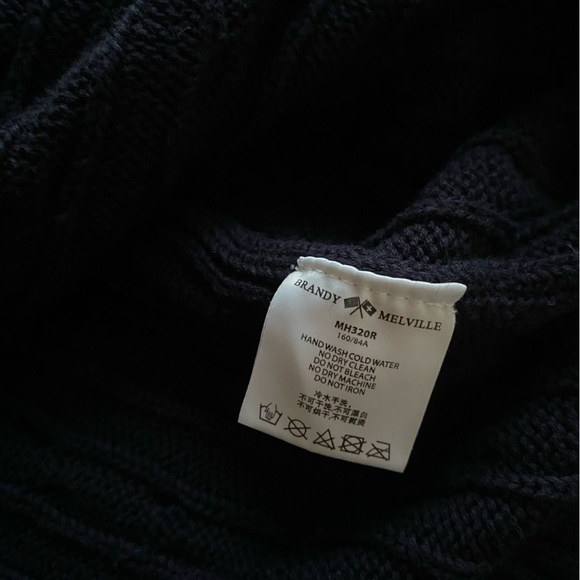 BRANDY MELVILLE
MH320R
160/84A
HAND WASH COLD WATER
NO DRY CLEAN
DO NOT BLEACH
NO DRY MACHINE
DO NOT IRON
冷水手洗,
不可干洗.不可漂白
不可烘干.不可熨烫